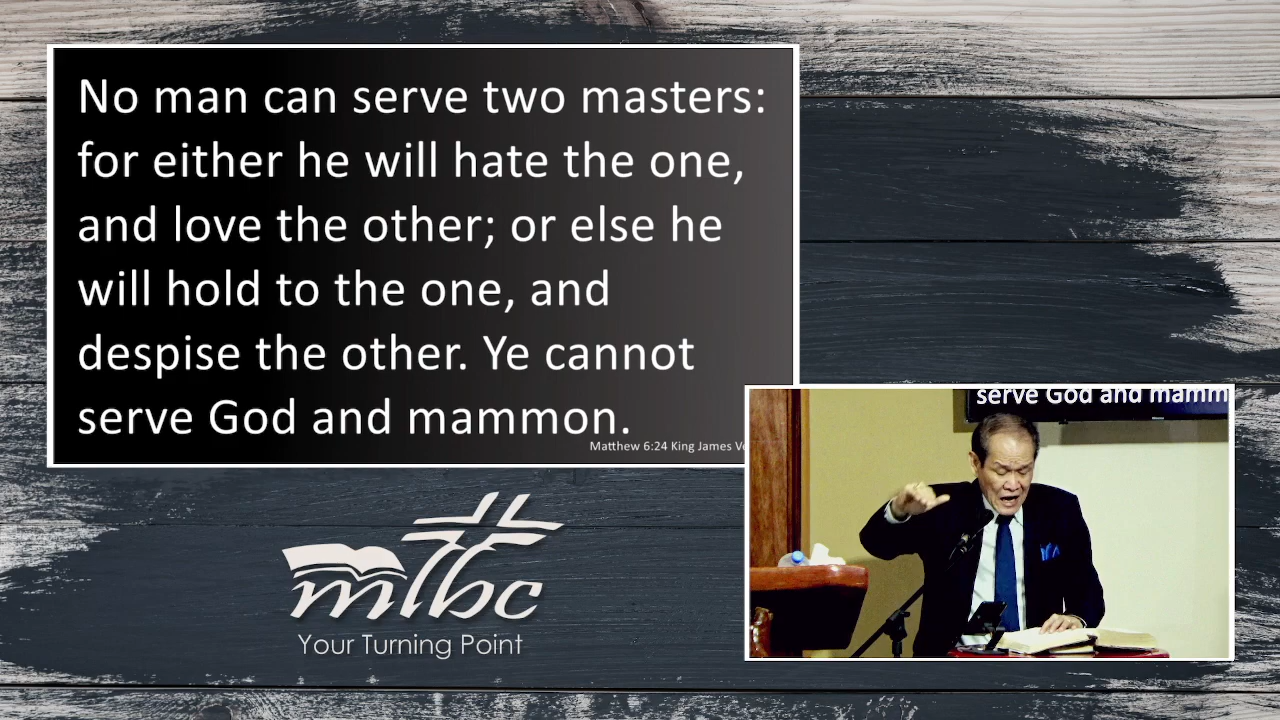 No man can serve two masters:
for either he will hate the one,
and love the other; or else he
will hold to the one, and
despise the other. Ye cannot
serve God and mammon.
Matthew 6:24 King James
serve God and
mlbc
Your Turning Point